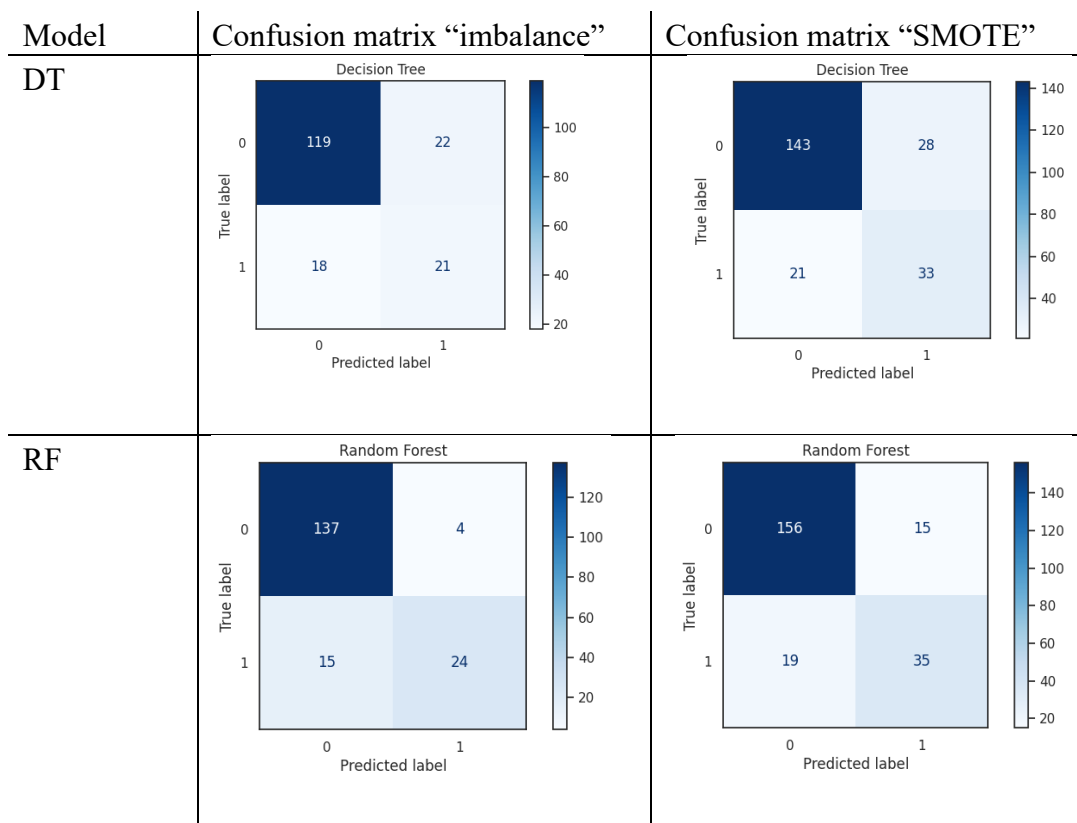 Model Confusion matrix “imbalance” Confusion matrix “SMOTE”
DT
Decision Tree
0 119 22
100
80
60
40
20
True label
1 18 21
0 1
Predicted label
Decision Tree
0 143 28
140
120
100
80
60
40
True label
1 21 33
0 1
Predicted label
RF
Random Forest
0 137 4
120
100
80
60
40
20
True label
1 15 24
0 1
Predicted label
Random Forest
0 156 15
140
120
100
80
60
40
20
True label
1 19 35
0 1
Predicted label